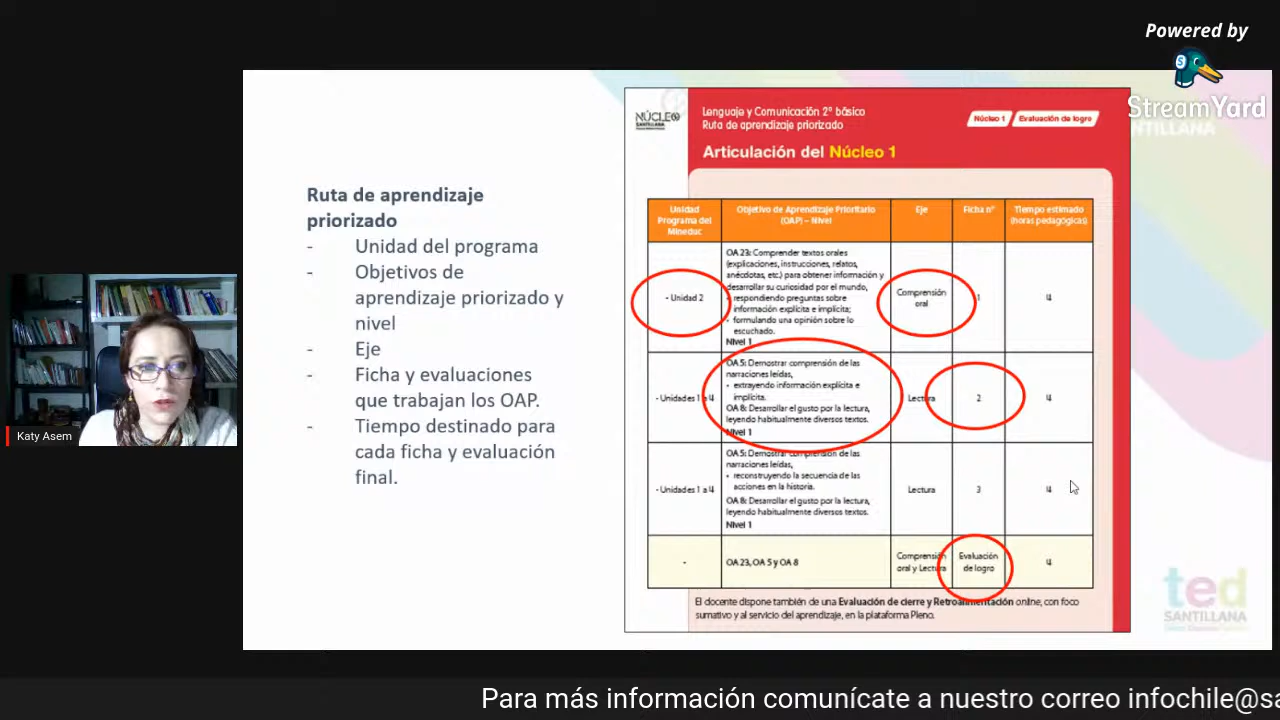 Powered by
StreamYard
SANTILLANA
Ruta de aprendizaje
priorizado
- Unidad del programa
- Objetivos de
aprendizaje priorizado y
nivel
- Eje
- Ficha y evaluaciones
que trabajan los OAP.
- Tiempo destinado para
cada ficha y evaluación
final.
NÚCLEO
SANTILLANA
Lenguaje y Comunicación 2º básico
Ruta de aprendizaje priorizado
Núcleo 1 Evaluación de logro
Articulación del Núcleo 1
Unidad
Programa del
Mineduc
Objetivo de Aprendizaje Prioritario
(OAP) – Nivel
Eje
Ficha nº
Tiempo estimado
(horas pedagógicas)
- Unidad 2
OA 23: Comprender textos orales
(explicaciones, instrucciones, relatos,
anécdotas, etc.) para obtener información y
desarrollar su curiosidad por el mundo,
• respondiendo preguntas sobre
información explícita e implícita;
• formulando una opinión sobre lo
escuchado.
Nivel 1
Comprensión
oral
1
4
- Unidades 1 a 4
OA 5: Demostrar comprensión de las
narraciones leídas,
• extrayendo información explícita e
implícita.
OA 8: Desarrollar el gusto por la lectura,
leyendo habitualmente diversos textos.
Nivel 1
Lectura
2
4
- Unidades 1 a 4
OA 5: Demostrar comprensión de las
narraciones leídas,
• reconstruyendo la secuencia de las
acciones en la historia.
OA 8: Desarrollar el gusto por la lectura,
leyendo habitualmente diversos textos.
Nivel 1
Lectura
3
4
-
OA 23, OA 5 y OA 8
Comprensión
oral y Lectura
Evaluación
de logro
4
El docente dispone también de una Evaluación de cierre y Retroalimentación online, con foco
sumativo y al servicio del aprendizaje, en la plataforma Pleno.
ted
SANTILLANA
Katy Asem
Para más información comunícate a nuestro correo infochile@sa